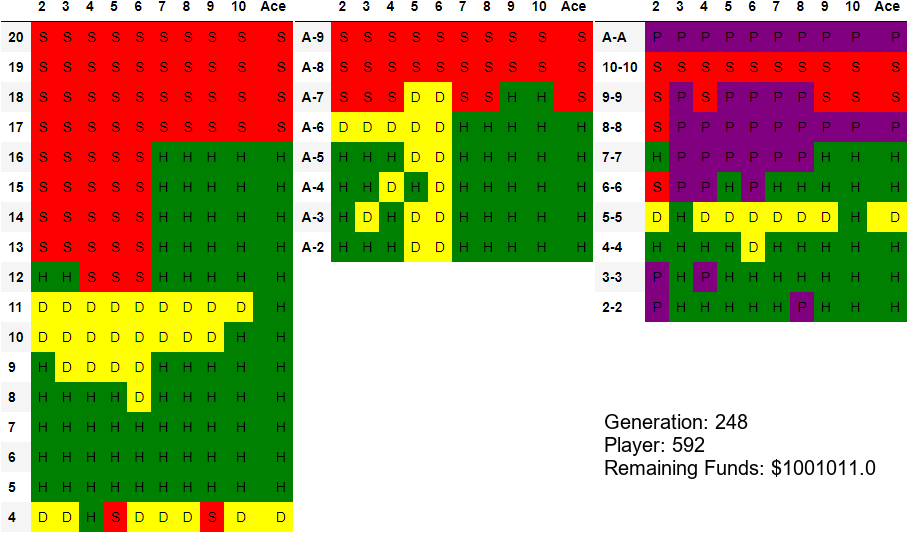 2 3 4 5 6 7 8 9 10 Ace
20 S S S S S S S S S S
19 S S S S S S S S S S
18 S S S S S S S S S S
17 S S S S S S S S S S
16 S S S S S H H H H H
15 S S S S S H H H H H
14 S S S S S H H H H H
13 S S S S S H H H H H
12 H H S S S H H H H H
11 D D D D D D D D D H
10 D D D D D D D D H H
9 H D D D D H H H H H
8 H H H H D H H H H H
7 H H H H H H H H H H
6 H H H H H H H H H H
5 H H H H H H H H H H
4 D D H S D D D S D D
2 3 4 5 6 7 8 9 10 Ace
A-9 S S S S S S S S S S
A-8 S S S S S S S S S S
A-7 S S S D D S S H H S
A-6 D D D D D H H H H H
A-5 H H H D D H H H H H
A-4 H H D H D H H H H H
A-3 H D H D D H H H H H
A-2 H H H D D H H H H H
2 3 4 5 6 7 8 9 10 Ace
A-A P P P P P P P P P P
10-10 S S S S S S S S S S
9-9 S P S P P P P S S S
8-8 S P P P P P P P P P
7-7 H P P P P P P H H H
6-6 S P P H P H H H H H
5-5 D H D D D D D D H D
4-4 H H H H D H H H H H
3-3 P H P H H H H H H H
2-2 P H H H H H P H H H
Generation: 248
Player: 592
Remaining Funds: $1001011.0